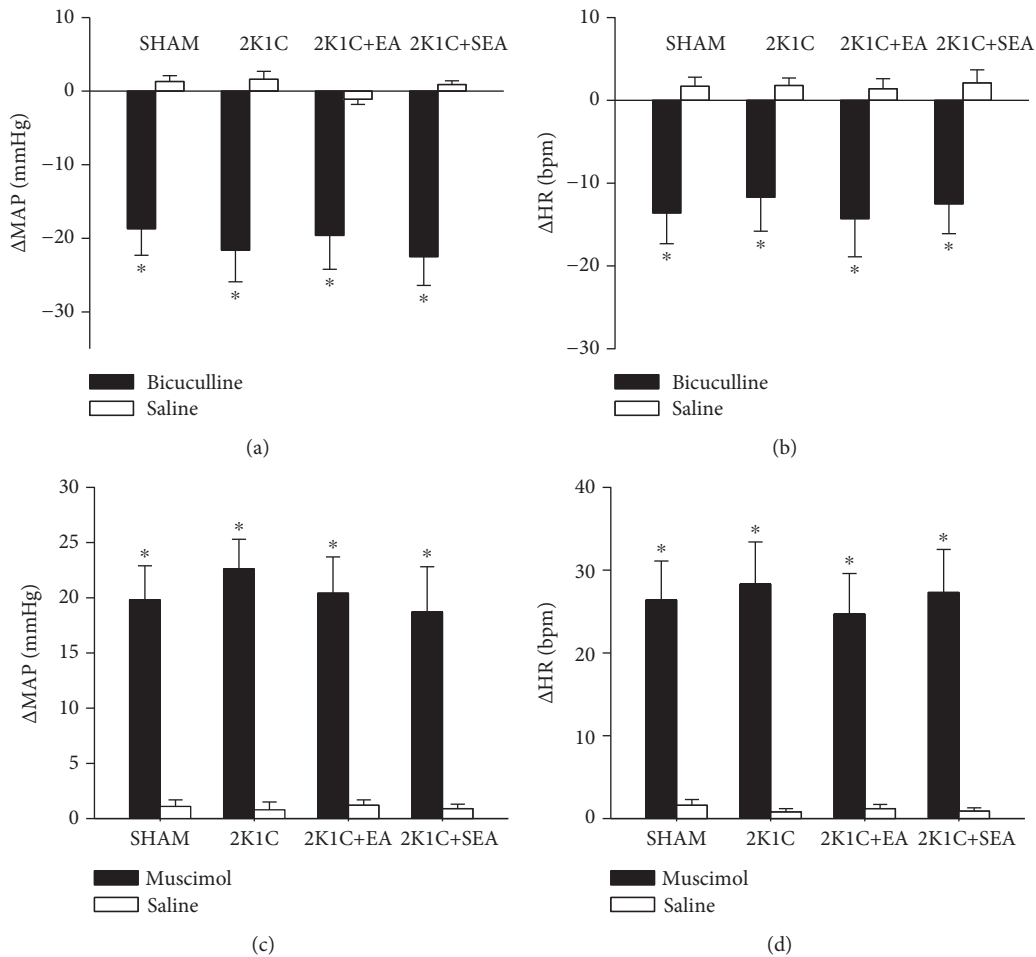 10
SHAM 2K1C 2K1C+EA 2K1C+SEA
0
−10
−20
−30
ΔMAP (mmHg)
* * * *
Bicuculline
Saline
(a)
10
SHAM 2K1C 2K1C+EA 2K1C+SEA
0
−10
−20
−30
ΔHR (bpm)
* * * *
Bicuculline
Saline
(b)
30
25
20
15
10
5
0
ΔMAP (mmHg)
* * * *
SHAM 2K1C 2K1C+EA 2K1C+SEA
Muscimol
Saline
(c)
40
30
20
10
0
ΔHR (bpm)
* * * *
SHAM 2K1C 2K1C+EA 2K1C+SEA
Muscimol
Saline
(d)